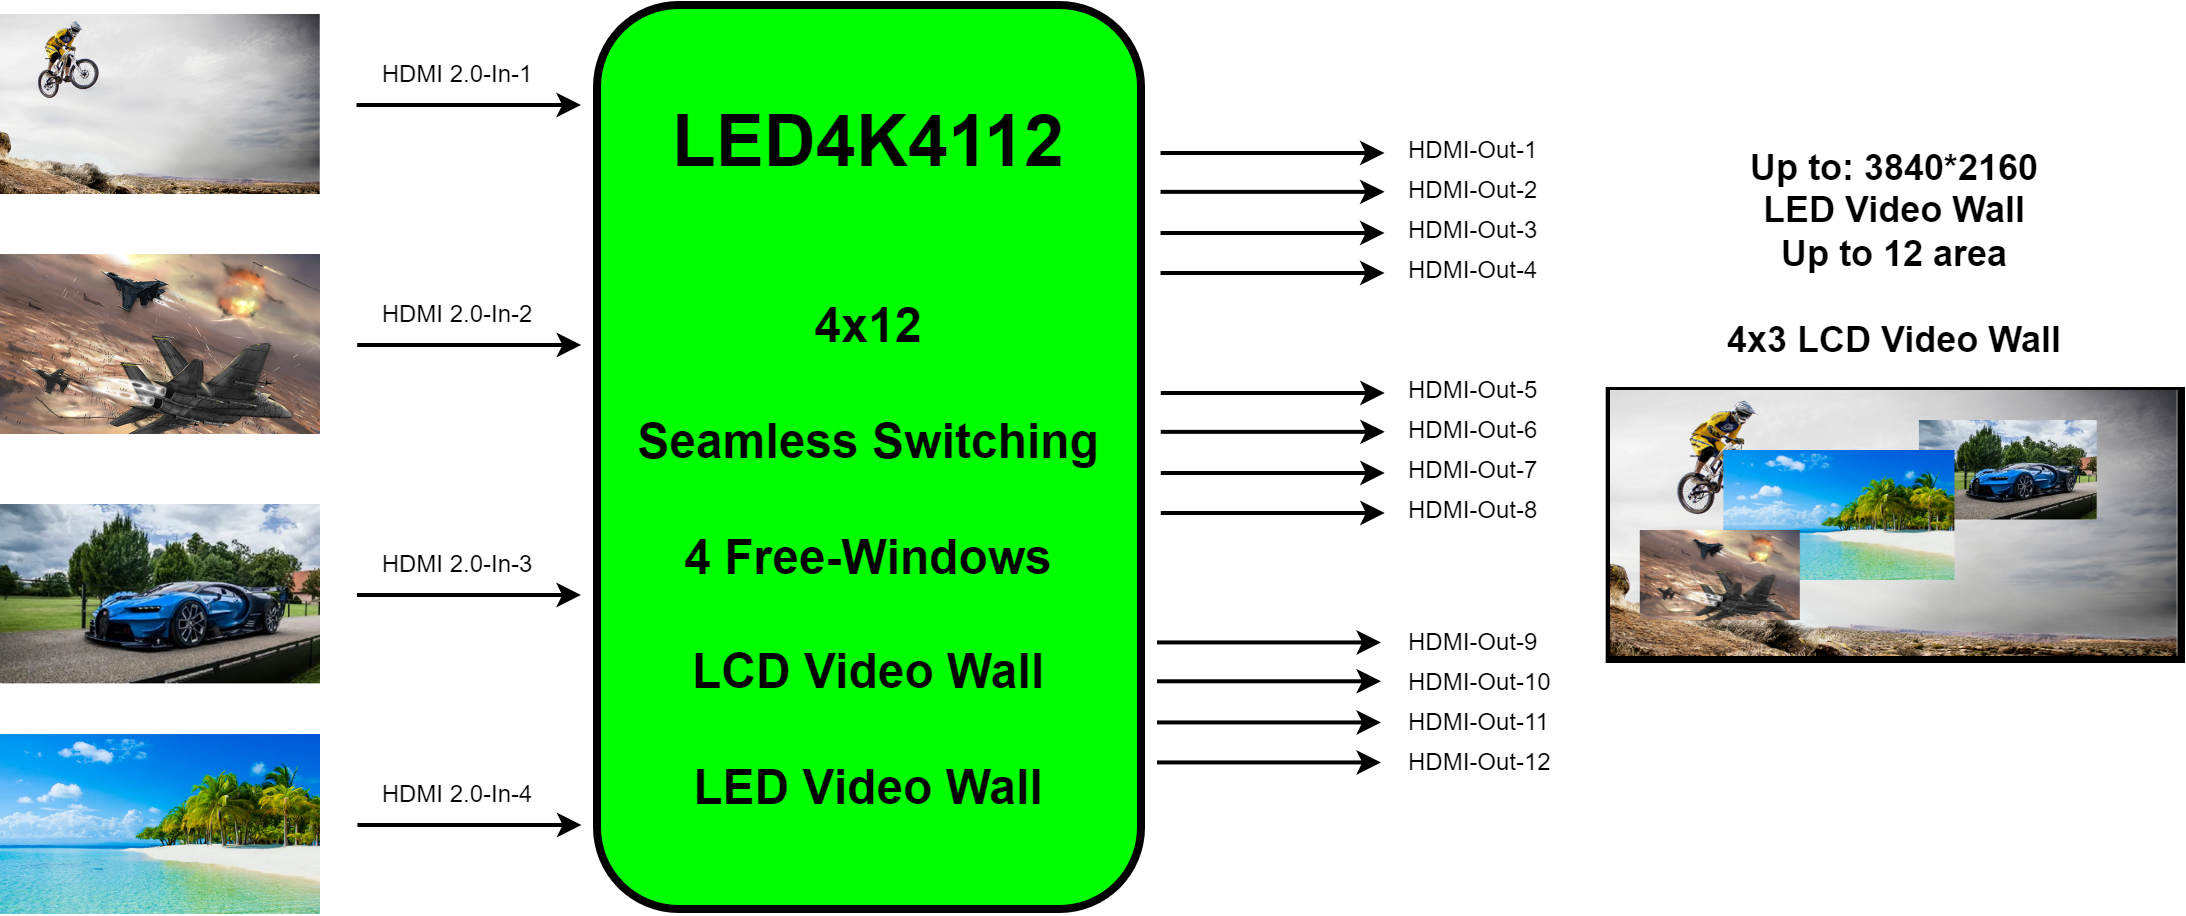 HDMI 2.0-In-1
HDMI 2.0-In-2
HDMI 2.0-In-3
HDMI 2.0-In-4
LED4K4112
4x12
Seamless Switching
4 Free-Windows
LCD Video Wall
LED Video Wall
HDMI-Out-1
HDMI-Out-2
HDMI-Out-3
HDMI-Out-4
HDMI-Out-5
HDMI-Out-6
HDMI-Out-7
HDMI-Out-8
HDMI-Out-9
HDMI-Out-10
HDMI-Out-11
HDMI-Out-12
Up to: 3840*2160
LED Video Wall
Up to 12 area
4x3 LCD Video Wall